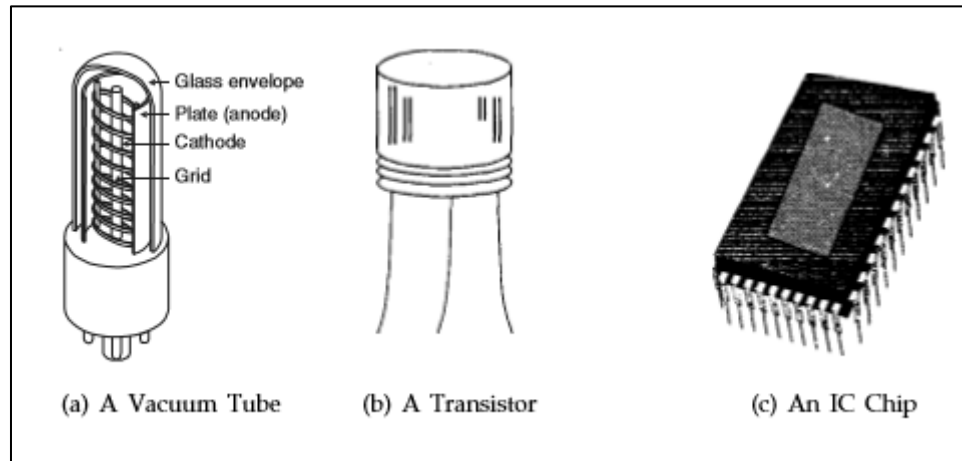 Glass envelope
Plate (anode)
Cathode
Grid
(a) A Vacuum Tube
(b) A Transistor
(c) An IC Chip